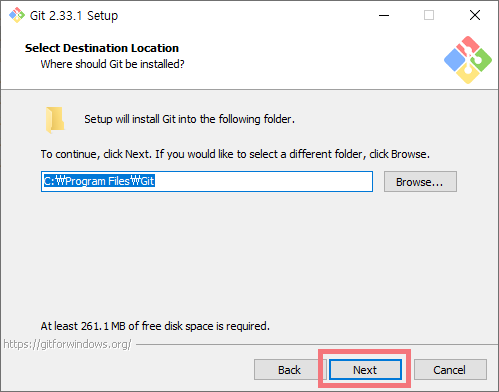 Git 2.33.1 Setup
Select Destination Location
Where should Git be installed?
Setup will install Git into the following folder.
To continue, click Next. If you would like to select a different folder, click Browse.
C:₩Program Files₩Git
Browse...
At least 261.1 MB of free disk space is required.
https://gitforwindows.org/
Back
Next
Cancel